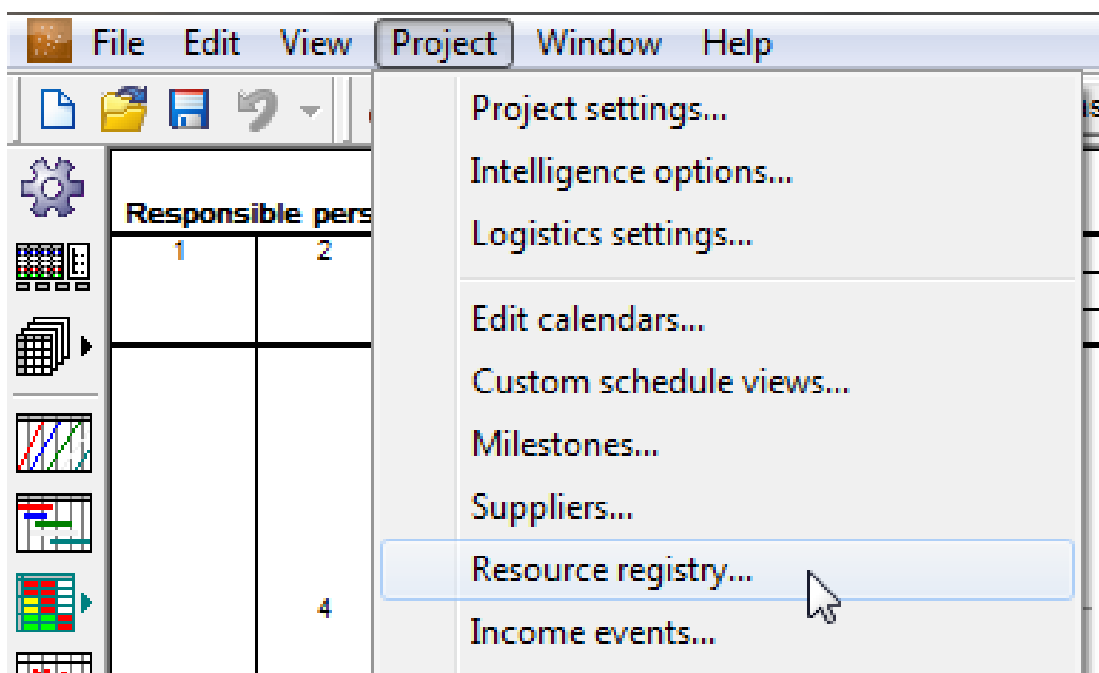 File Edit View Project Window Help
Project settings...
Intelligence options...
Logistics settings...
Edit calendars...
Custom schedule views...
Milestones...
Suppliers...
Resource registry...
Income events...
Responsible pers
1 2
4